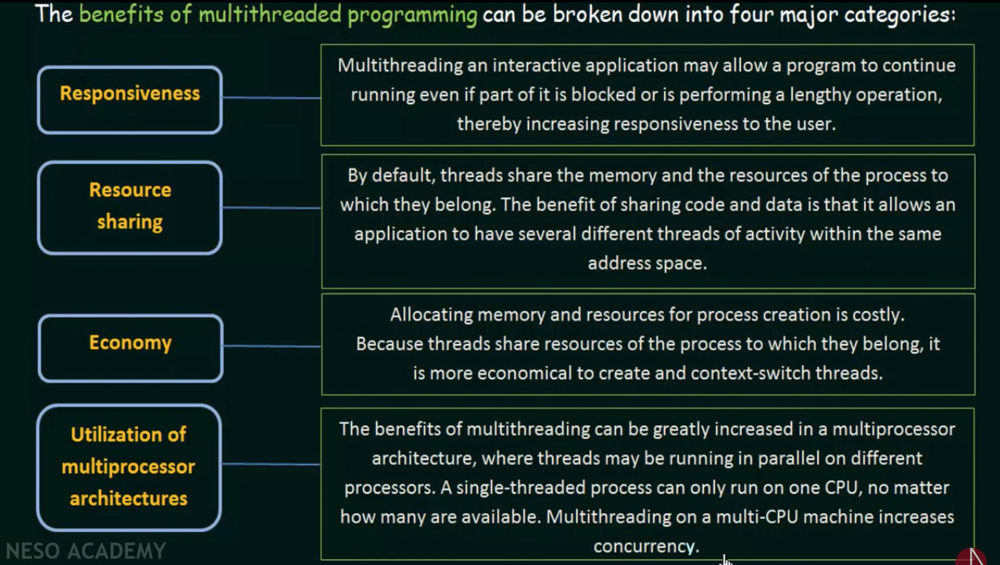 The benefits of multithreaded programming can be broken down into four major categories:
Responsiveness
Multithreading an interactive application may allow a program to continue
running even if part of it is blocked or is performing a lengthy operation,
thereby increasing responsiveness to the user.
Resource
sharing
By default, threads share the memory and the resources of the process to
which they belong. The benefit of sharing code and data is that it allows an
application to have several different threads of activity within the same
address space.
Economy
Allocating memory and resources for process creation is costly.
Because threads share resources of the process to which they belong, it
is more economical to create and context-switch threads.
Utilization of
multiprocessor
architectures
The benefits of multithreading can be greatly increased in a multiprocessor
architecture, where threads may be running in parallel on different
processors. A single-threaded process can only run on one CPU, no matter
how many are available. Multithreading on a multi-CPU machine increases
concurrency.
NESO ACADEMY